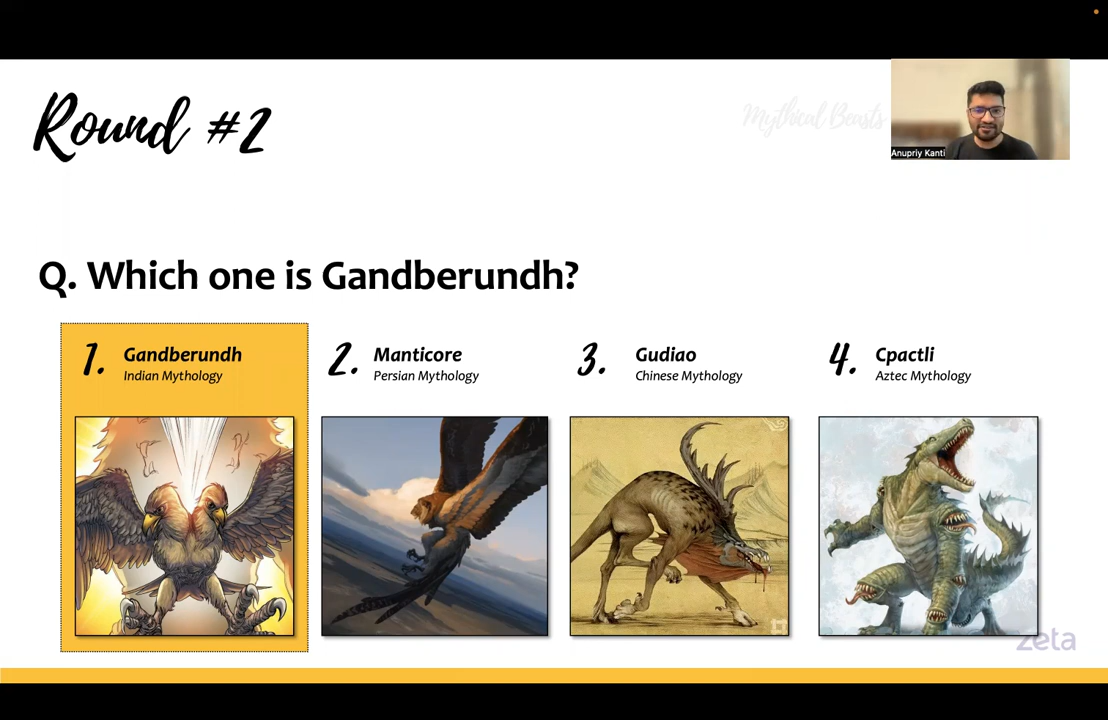 Round #2
Mythical Beasts
Anupriy Kanti
Q. Which one is Gandberundh?
1. Gandberundh
Indian Mythology
2. Manticore
Persian Mythology
3. Gudiao
Chinese Mythology
4. Cpactli
Aztec Mythology
zeta